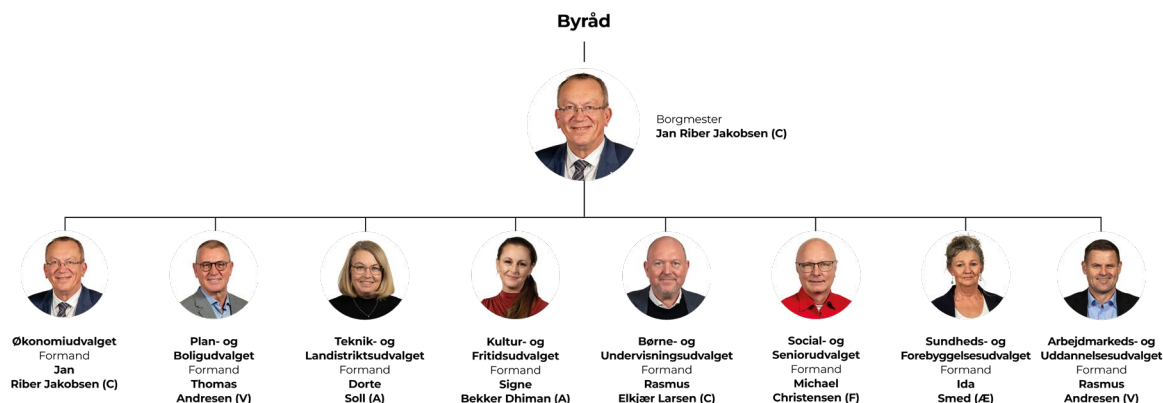 Byråd
Borgmester
Jan Riber Jakobsen (C)
Økonomiudvalget
Formand
Jan
Riber Jakobsen (C)
Plan- og
Boligudvalget
Formand
Thomas
Andresen (V)
Teknik- og
Landistriktsudvalget
Formand
Dorte
Soll (A)
Kultur- og
Fritidsudvalget
Formand
Signe
Bekker Dhiman (A)
Børne- og
Undervisningsudvalget
Formand
Rasmus
Elkjær Larsen (C)
Social- og
Seniorudvalget
Formand
Michael
Christensen (F)
Sundheds- og
Forebyggelsesudvalget
Formand
Ida
Smed (Æ)
Arbejdmarkeds- og
Uddannelsesudvalget
Formand
Rasmus
Andresen (V)